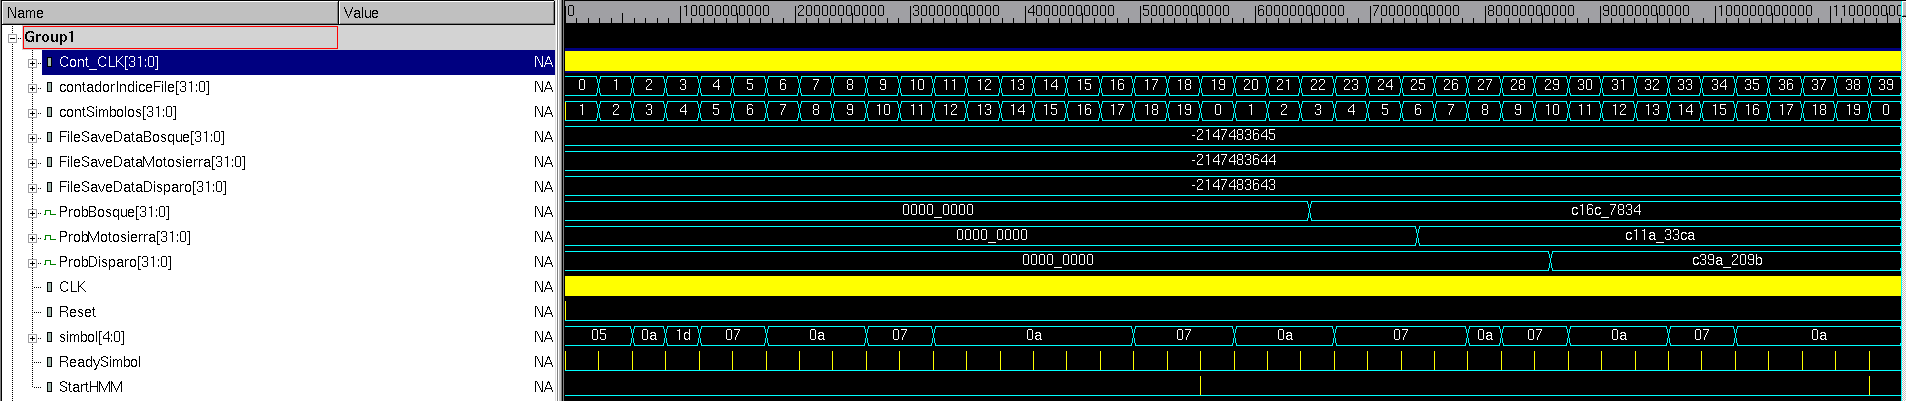 Name Value 0 10000000000 20000000000 30000000000 40000000000 50000000000 60000000000 70000000000 80000000000 90000000000 100000000000 110000000
Group1
Cont_CLK[31:0] NA
contadorIndiceFile[31:0] NA 0 1 2 3 4 5 6 7 8 9 10 11 12 13 14 15 16 17 18 19 20 21 22 23 24 25 26 27 28 29 30 31 32 33 34 35 36 37 38 39
contSimbolos[31:0] NA 1 2 3 4 5 6 7 8 9 10 11 12 13 14 15 16 17 18 19 0 1 2 3 4 5 6 7 8 9 10 11 12 13 14 15 16 17 18 19 0
FileSaveDataBosque[31:0] NA -2147483645
FileSaveDataMotosierra[31:0] NA -2147483644
FileSaveDataDisparo[31:0] NA -2147483643
ProbBosque[31:0] NA 0000_0000 c16c_7834
ProbMotosierra[31:0] NA 0000_0000 c11a_33ca
ProbDisparo[31:0] NA 0000_0000 c39a_209b
CLK NA
Reset NA
simbol[4:0] NA 05 0a 1d 07 0a 07 0a 07 0a 07 0a 07 0a 07 0a
ReadySimbol NA
StartHMM NA